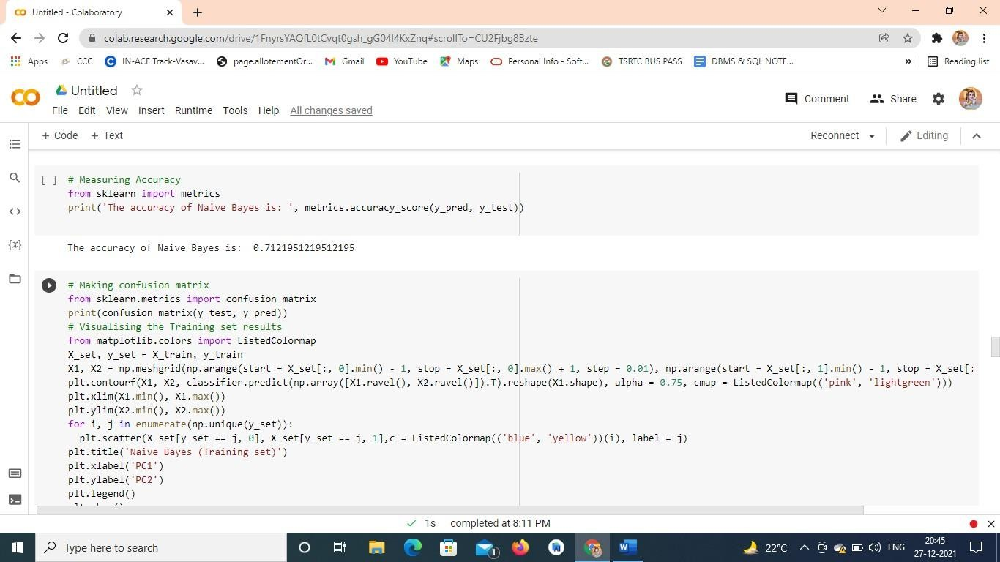 Untitled - Colaboratory
colab.research.google.com/drive/1FnyrsYAQfL0tCvqt0gsh_gG04l4KxZnq#scrollTo=CU2Fjbg8Bzte
Apps CCC IN-ACE Track-Vasav... page.allotementOr... Gmail YouTube Maps Personal Info - Soft... TSRTC BUS PASS DBMS & SQL NOTE... » Reading list
Untitled
Comment Share
File Edit View Insert Runtime Tools Help All changes saved
+ Code + Text Reconnect Editing
[ ] # Measuring Accuracy
from sklearn import metrics
print('The accuracy of Naive Bayes is: ', metrics.accuracy_score(y_pred, y_test))
The accuracy of Naive Bayes is:  0.7121951219512195
# Making confusion matrix
from sklearn.metrics import confusion_matrix
print(confusion_matrix(y_test, y_pred))
# Visualising the Training set results
from matplotlib.colors import ListedColormap
X_set, y_set = X_train, y_train
X1, X2 = np.meshgrid(np.arange(start = X_set[:, 0].min() - 1, stop = X_set[:, 0].max() + 1, step = 0.01), np.arange(start = X_set[:, 1].min() - 1, stop = X_set[:
plt.contourf(X1, X2, classifier.predict(np.array([X1.ravel(), X2.ravel()]).T).reshape(X1.shape), alpha = 0.75, cmap = ListedColormap(('pink', 'lightgreen')))
plt.xlim(X1.min(), X1.max())
plt.ylim(X2.min(), X2.max())
for i, j in enumerate(np.unique(y_set)):
  plt.scatter(X_set[y_set == j, 0], X_set[y_set == j, 1],c = ListedColormap(('blue', 'yellow'))(i), label = j)
plt.title('Naive Bayes (Training set)')
plt.xlabel('PC1')
plt.ylabel('PC2')
plt.legend()
1s completed at 8:11 PM
Type here to search
1
22°C ENG
20:45
27-12-2021